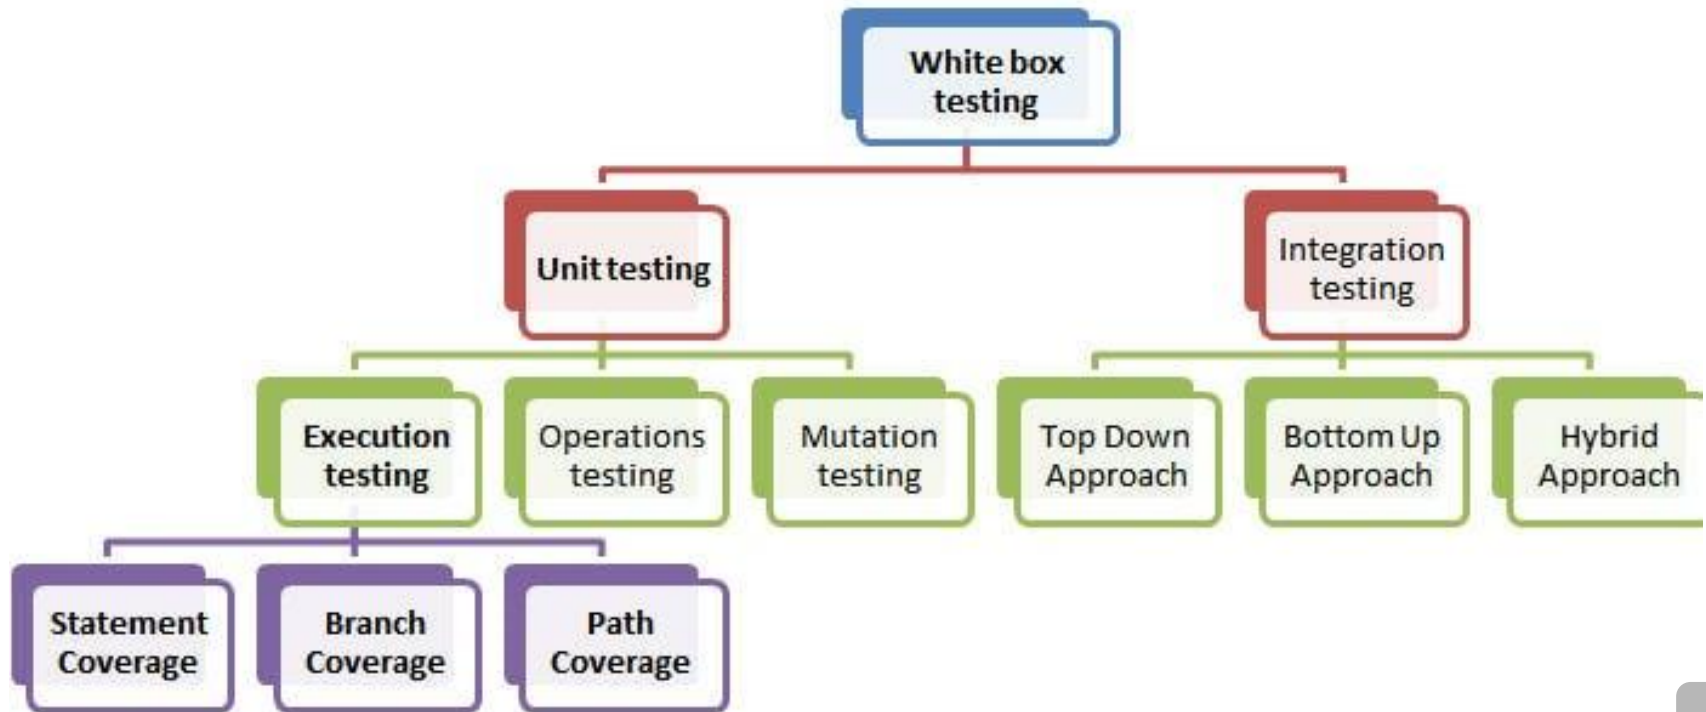 White box
testing
Unit testing
Integration
testing
Execution
testing
Operations
testing
Mutation
testing
Top Down
Approach
Bottom Up
Approach
Hybrid
Approach
Statement
Coverage
Branch
Coverage
Path
Coverage